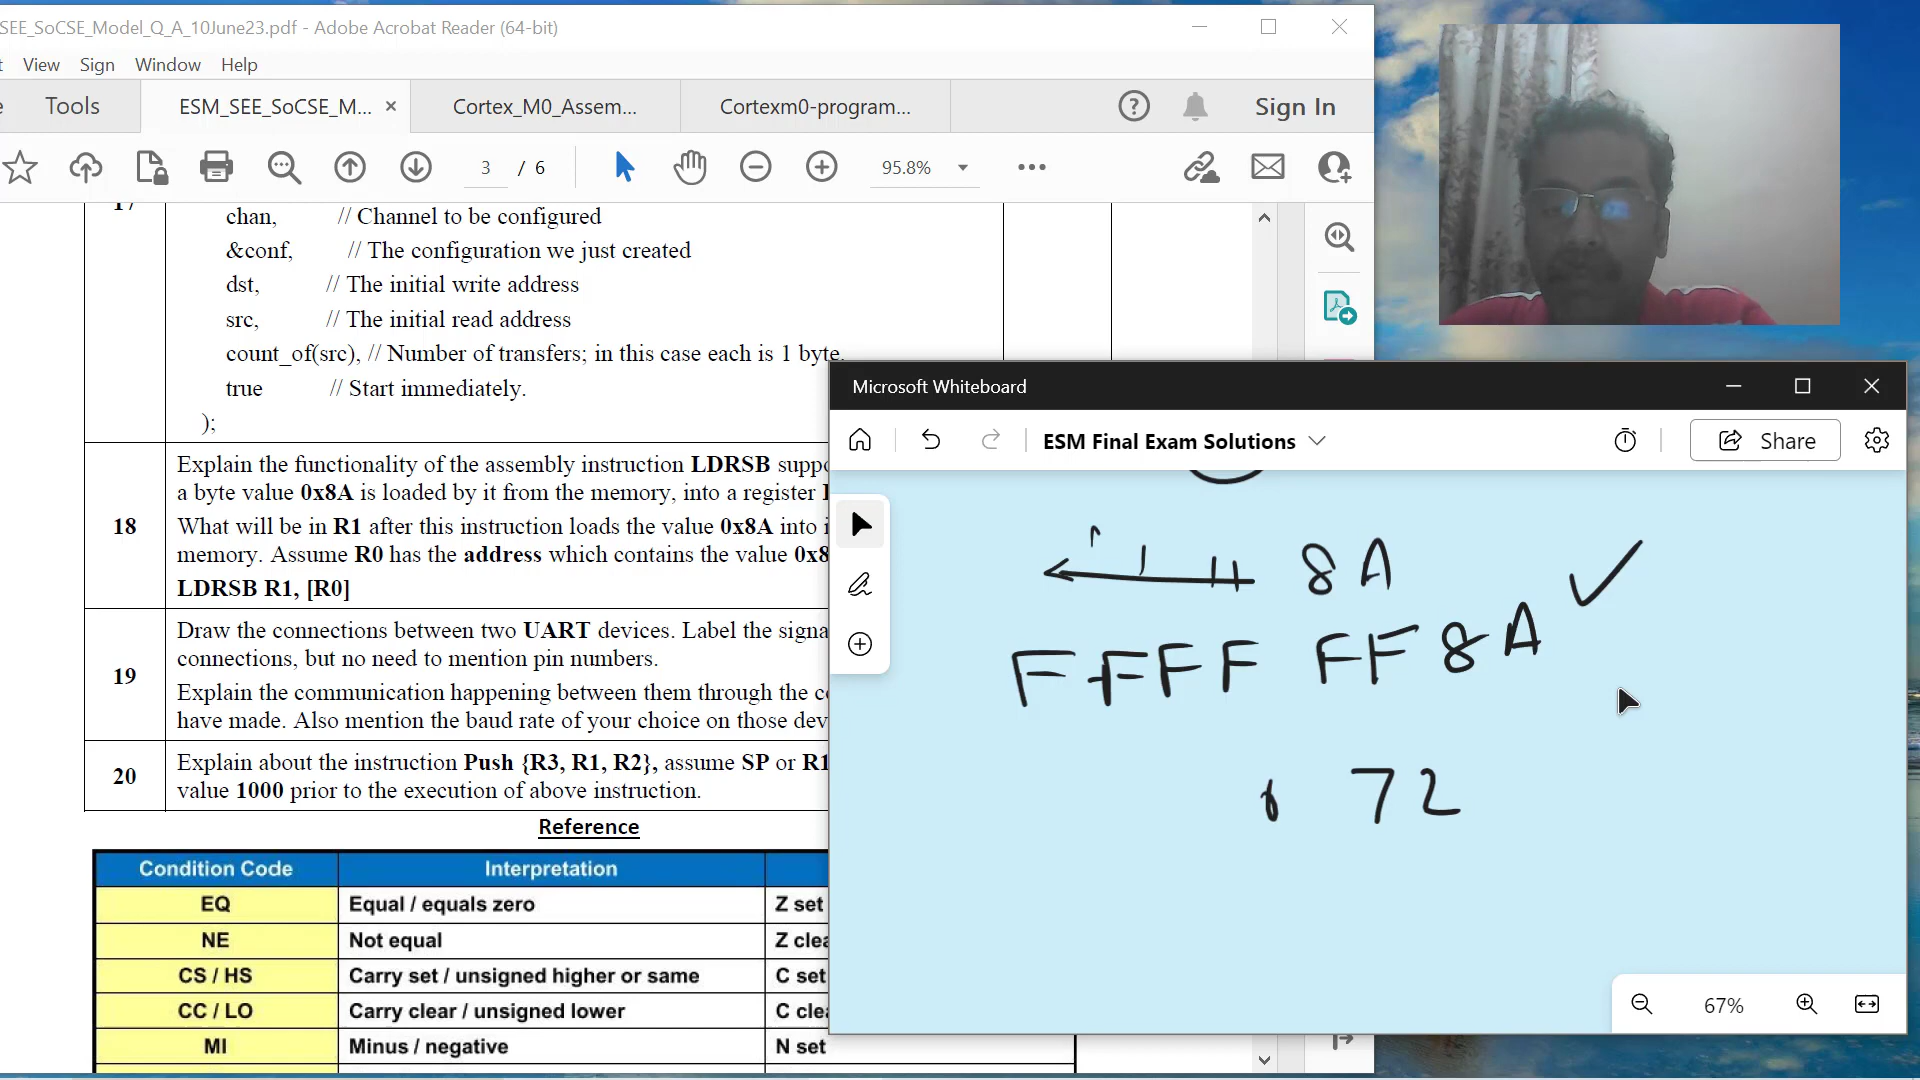 SEE_SoCSE_Model_Q_A_10June23.pdf - Adobe Acrobat Reader (64-bit)
View Sign Window Help
Tools ESM_SEE_SoCSE_M... Cortex_M0_Assem... Cortexm0-program... Sign In
3 / 6 95.8%
17
chan, // Channel to be configured
&conf, // The configuration we just created
dst, // The initial write address
src, // The initial read address
count_of(src), // Number of transfers; in this case each is 1 byte.
true // Start immediately.
);
18
Explain the functionality of the assembly instruction LDRSB
a byte value 0x8A is loaded by it from the memory, into a register
What will be in R1 after this instruction loads the value 0x8A into
memory. Assume R0 has the address which contains the value 0x8
LDRSB R1, [R0]
19
Draw the connections between two UART devices. Label the
connections, but no need to mention pin numbers.
Explain the communication happening between them through the
have made. Also mention the baud rate of your choice on those
20
Explain about the instruction Push {R3, R1, R2}, assume SP or R1
value 1000 prior to the execution of above instruction.
Reference
Condition Code Interpretation
EQ Equal / equals zero Z set
NE Not equal Z clea
CS / HS Carry set / unsigned higher or same C set
CC / LO Carry clear / unsigned lower C clea
MI Minus / negative N set
Microsoft Whiteboard
ESM Final Exam Solutions Share
8A
FFFF FF8A
72
67%